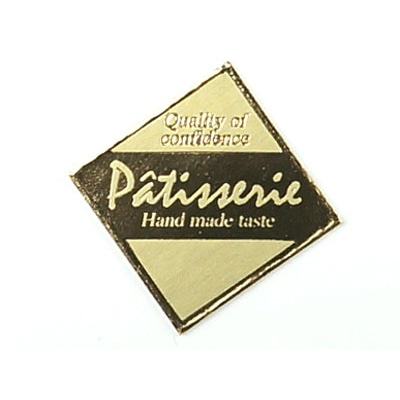 Quality of
confidence
Pâtisserie
Hand made taste